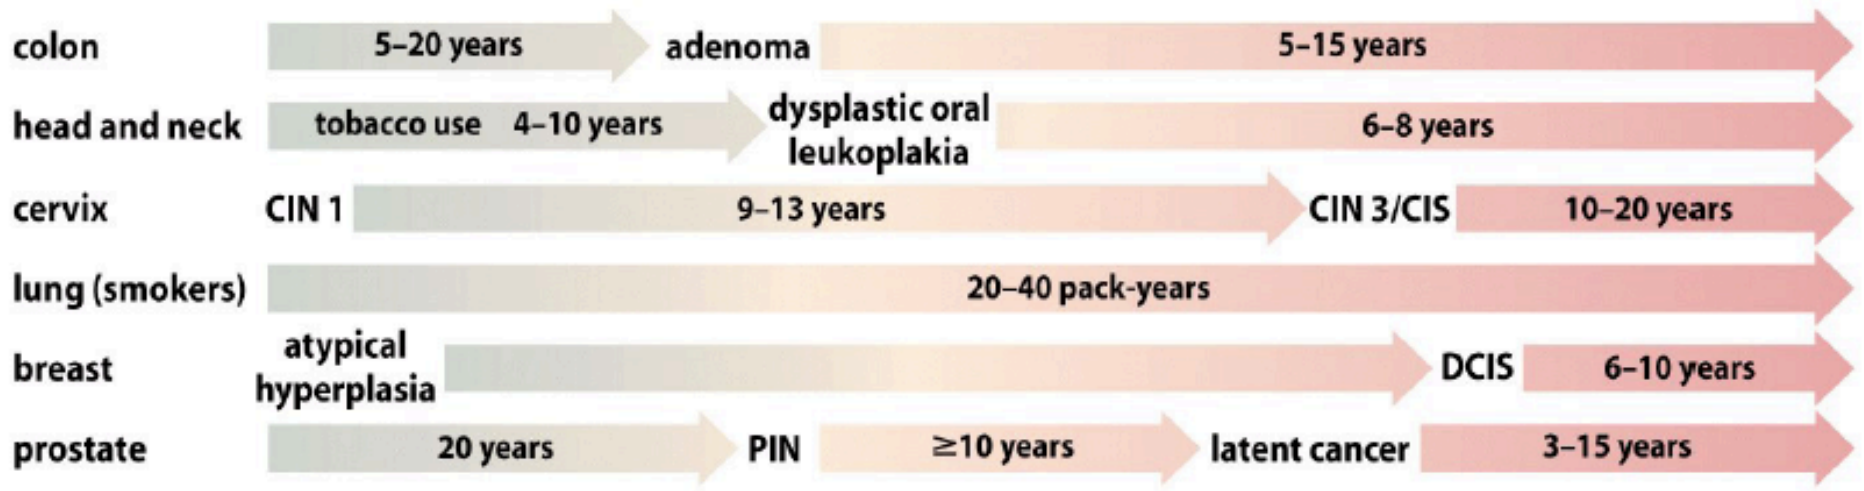 colon 5–20 years adenoma 5–15 years
head and neck tobacco use 4–10 years dysplastic oral leukoplakia 6–8 years
cervix CIN 1 9–13 years CIN 3/CIS 10–20 years
lung (smokers) 20–40 pack-years
breast atypical hyperplasia DCIS 6–10 years
prostate 20 years PIN ≥10 years latent cancer 3–15 years